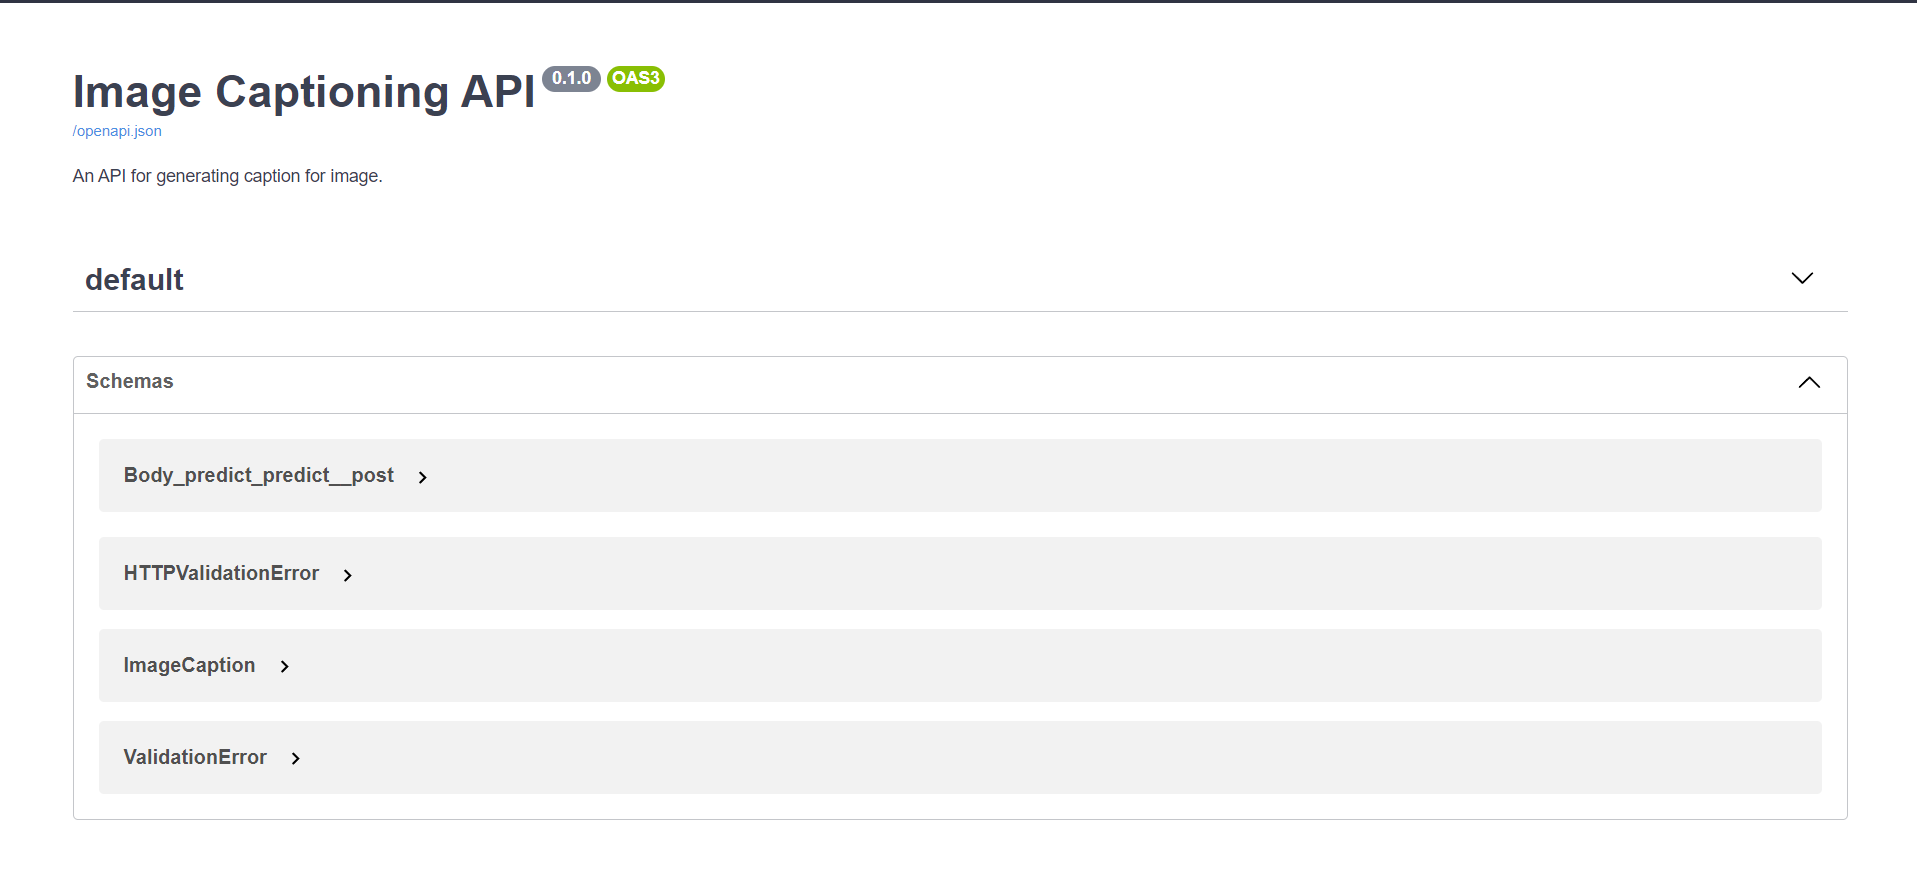 Image Captioning API 0.1.0 OAS3
/openapi.json
An API for generating caption for image.
default
Schemas
Body_predict_predict__post
HTTPValidationError
ImageCaption
ValidationError